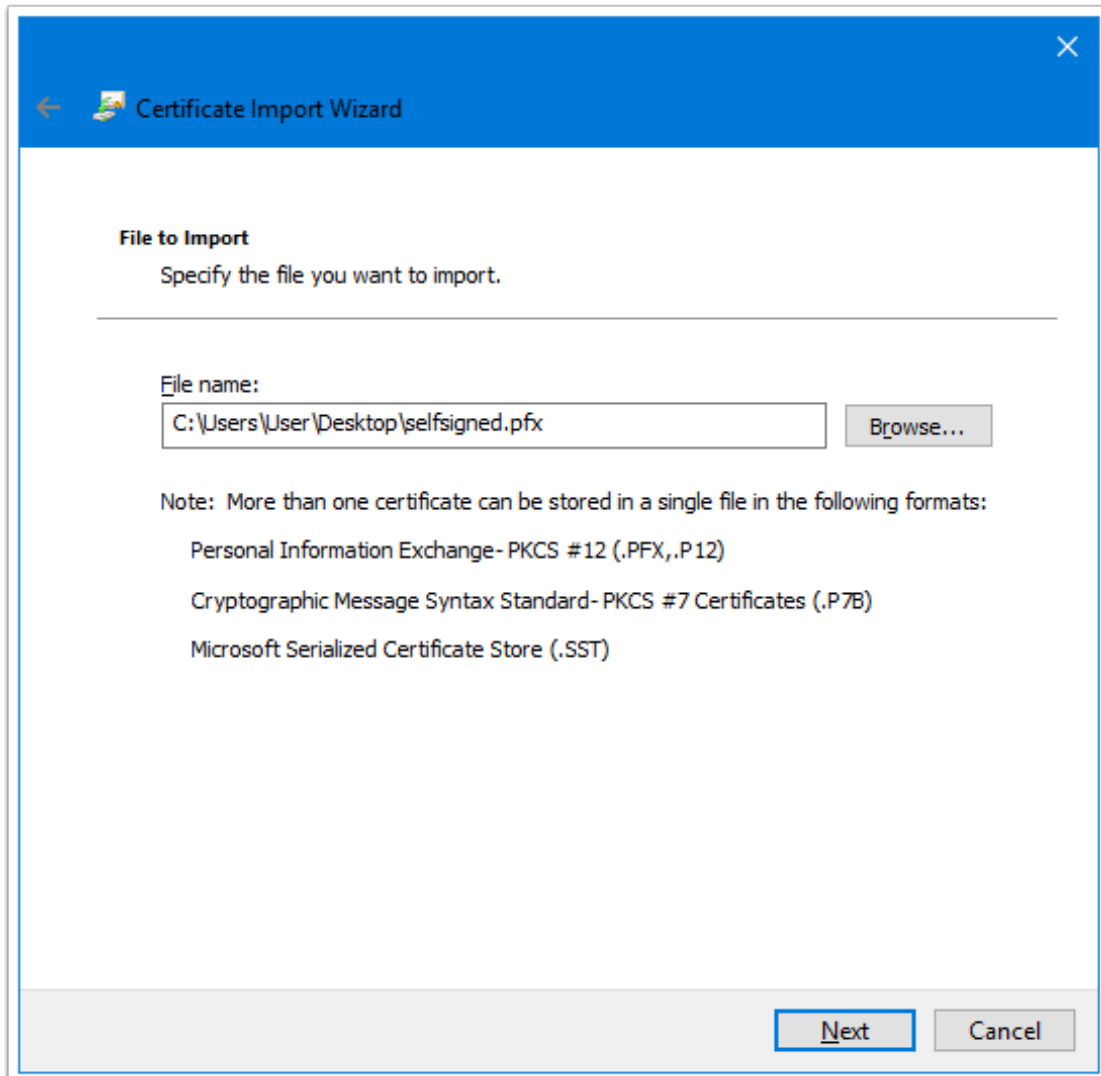 Certificate Import Wizard
File to Import
Specify the file you want to import.
File name:
C:\Users\User\Desktop\selfsigned.pfx
Browse...
Note:  More than one certificate can be stored in a single file in the following formats:
Personal Information Exchange- PKCS #12 (.PFX,.P12)
Cryptographic Message Syntax Standard- PKCS #7 Certificates (.P7B)
Microsoft Serialized Certificate Store (.SST)
Next Cancel